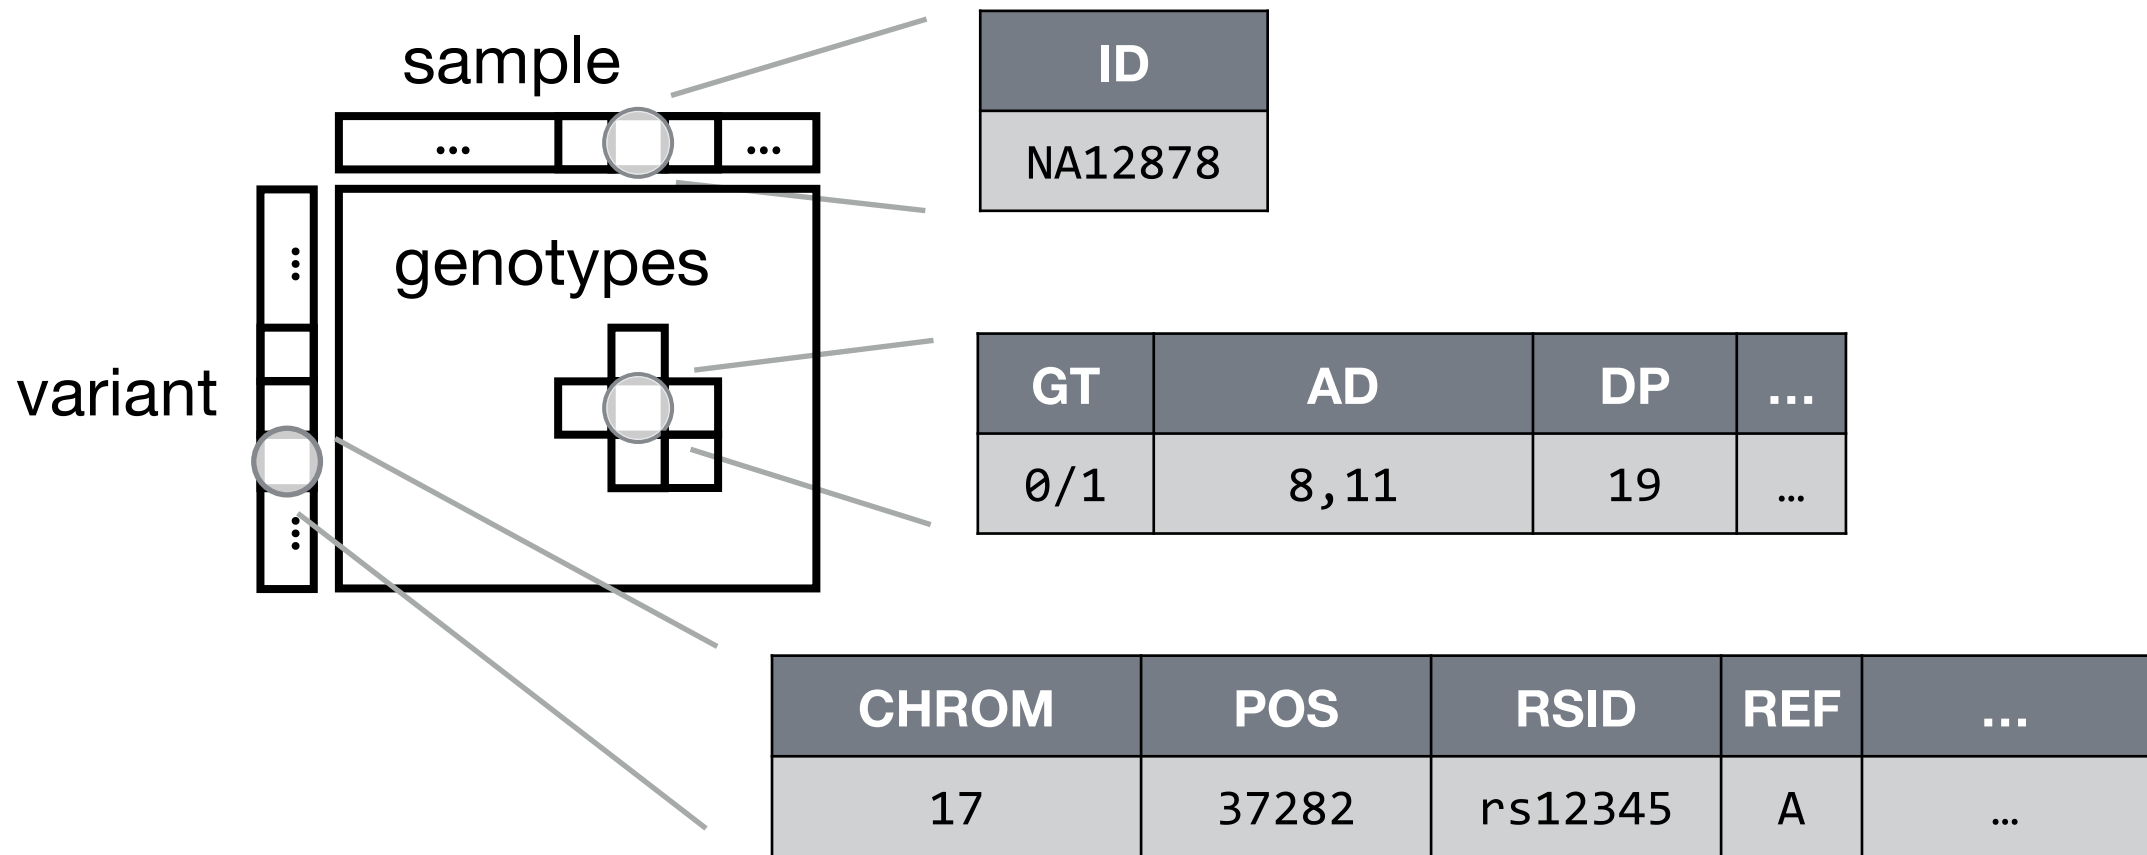 sample
ID
... ...
NA12878
...
genotypes
variant
GT AD DP ...
0/1 8,11 19 …
...
CHROM POS RSID REF ...
17 37282 rs12345 A …